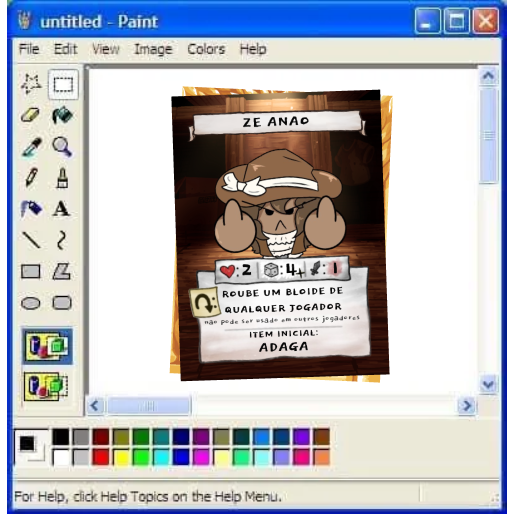 untitled - Paint
File Edit View Image Colors Help
A
ZE ANAO
:2 :4+ :1
ROUBE UM BLOIDE DE
QUALQUER JOGADOR
não pode ser usado em outros jogadores
ITEM INICIAL:
ADAGA
For Help, click Help Topics on the Help Menu.